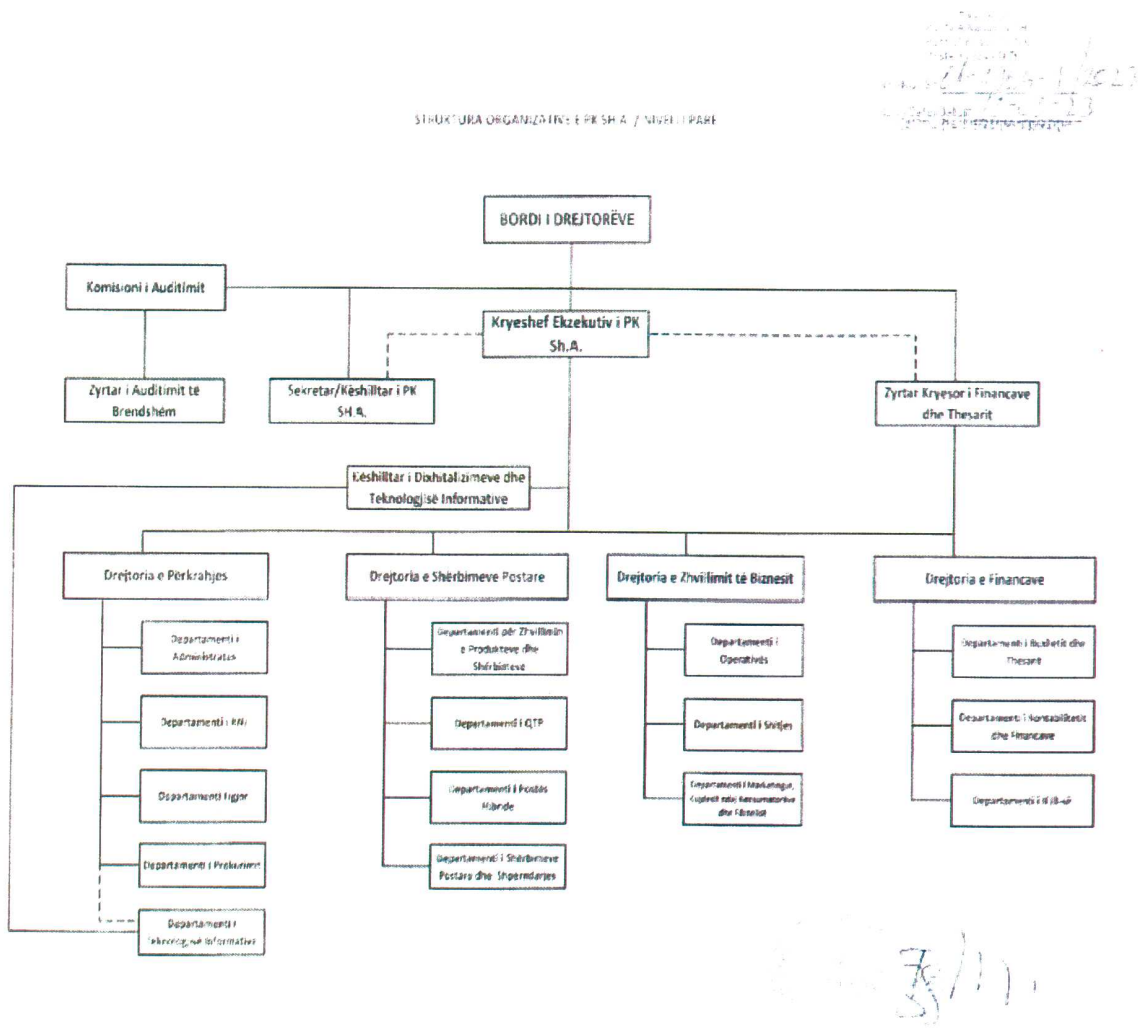 STRUKTURA ORGANIZATIVE E PK SH.A. / NIVELI I PARE
BORDI I DREJTORËVE
Komisioni i Auditimit
Kryeshef Ekzekutiv i PK
Sh.A.
Zyrtar i Auditimit të
Brendshëm
Sekretar/Këshilltar i PK
SH.A.
Zyrtar Kryesor i Financave
dhe Thesarit
Këshilltar i Dixhitalizimeve dhe
Teknologjisë Informative
Drejtoria e Përkrahjes
Drejtoria e Shërbimeve Postare
Drejtoria e Zhvillimit të Biznesit
Drejtoria e Financave
Departamenti i
Administratës
Departamenti i
Departamenti ligjor
Departamenti i Prokurimit
Departamenti i
Teknologjisë Informative
Departamenti për Zhvillimin
e Produkteve dhe
Shërbimeve
Departamenti i QTP
Departamenti i Postës
Hibride
Departamenti i Shërbimeve
Postare dhe Shpërndarjes
Departamenti i
Operativës
Departamenti i Shitjes
Departamenti i Marketingut,
Kujdesit ndaj Konsumatorëve
dhe Filatelisë
Departamenti i Buxhetit dhe
Thesarit
Departamenti i Kontabilitetit
dhe Financave
Departamenti i